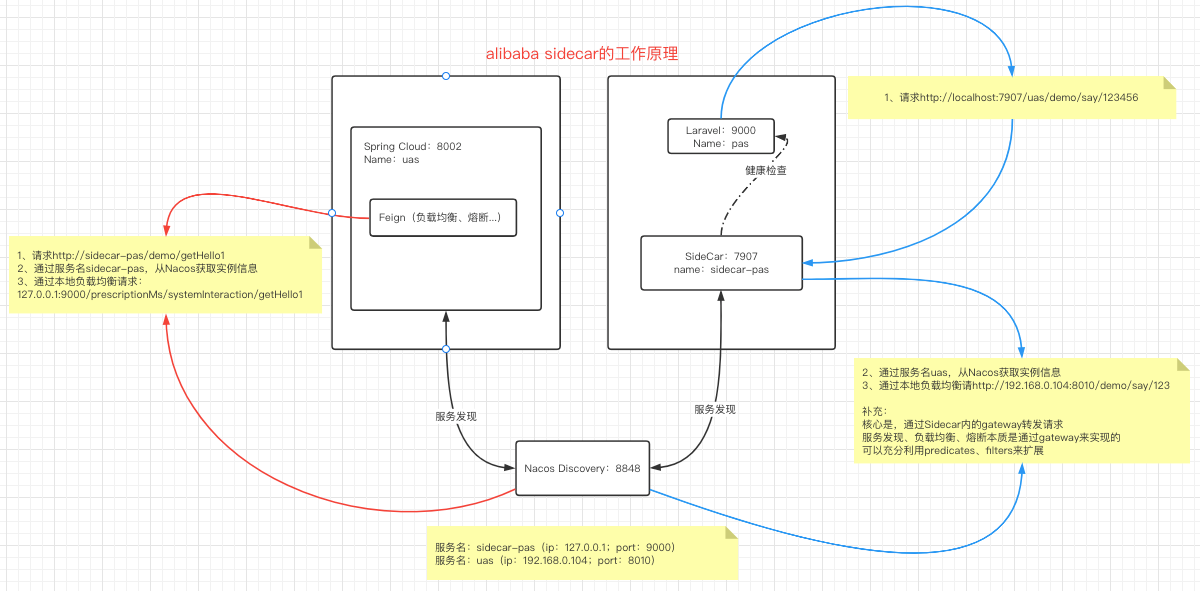 alibaba sidecar的工作原理
1、请求http://localhost:7907/uas/demo/say/123456
Laravel：9000
Name：pas
Spring Cloud：8002
Name：uas
健康检查
Feign（负载均衡、熔断...）
1、请求http://sidecar-pas/demo/getHello1
2、通过服务名sidecar-pas，从Nacos获取实例信息
3、通过本地负载均衡请求：
127.0.0.1:9000/prescriptionMs/systemInteraction/getHello1
SideCar：7907
name：sidecar-pas
2、通过服务名uas，从Nacos获取实例信息
3、通过本地负载均衡请http://192.168.0.104:8010/demo/say/123
补充：
核心是，通过Sidecar内的gateway转发请求
服务发现、负载均衡、熔断本质是通过gateway来实现的
可以充分利用predicates、filters来扩展
服务发现
服务发现
Nacos Discovery：8848
服务名：sidecar-pas（ip：127.0.0.1；port：9000）
服务名：uas（ip：192.168.0.104；port：8010）